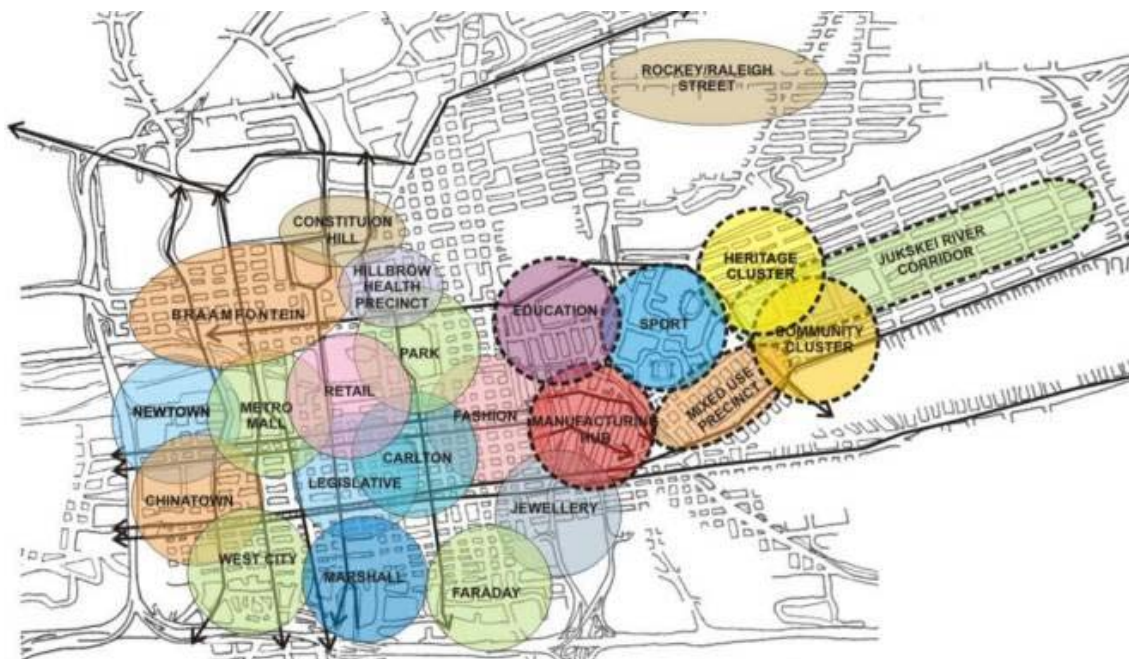 ROCKEY/RALEIGH
STREET
CONSTITUION
HILL
HERITAGE
CLUSTER
JUKSKEI RIVER
CORRIDOR
HILLBROW
HEALTH
PRECINCT
BRAAMFONTEIN
EDUCATION
SPORT
COMMUNITY
CLUSTER
PARK
RETAIL
MIXED USE
PRECINCT
NEWTOWN
METRO
MALL
FASHION
MANUFACTURING
HUB
CARLTON
LEGISLATIVE
CHINATOWN
JEWELLERY
WEST CITY
MARSHALL
FARADAY